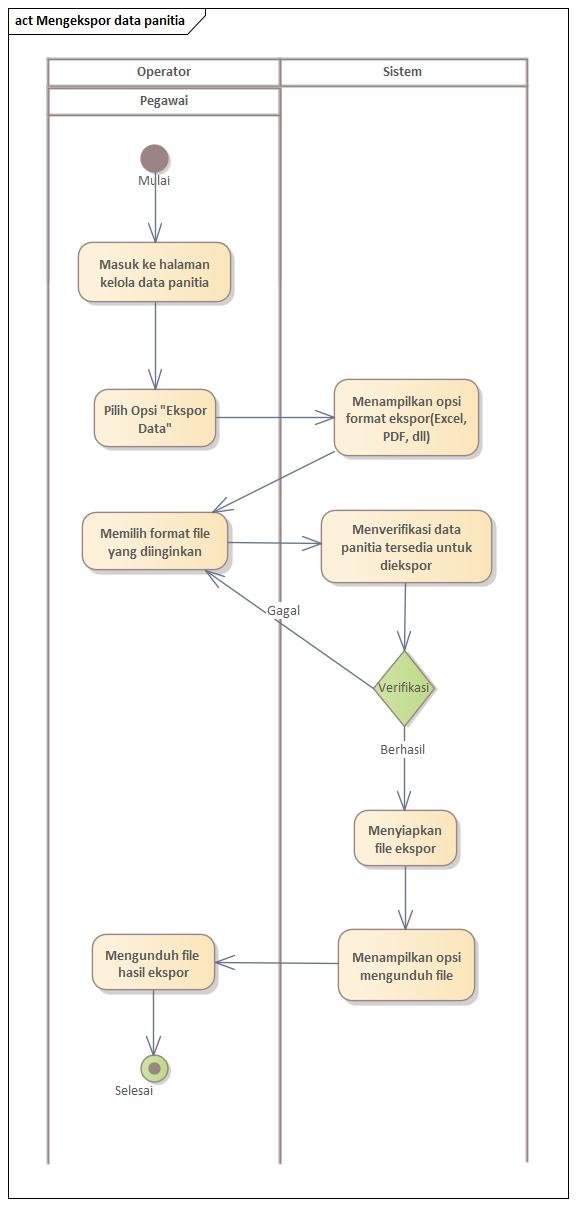 act Mengekspor data panitia
Operator
Sistem
Pegawai
Mulai
Masuk ke halaman
kelola data panitia
Pilih Opsi "Ekspor
Data"
Menampilkan opsi
format ekspor(Excel,
PDF, dll)
Memilih format file
yang diinginkan
Menverifikasi data
panitia tersedia untuk
diekspor
Gagal
Verifikasi
Berhasil
Menyiapkan
file ekspor
Menampilkan opsi
mengunduh file
Mengunduh file
hasil ekspor
Selesai